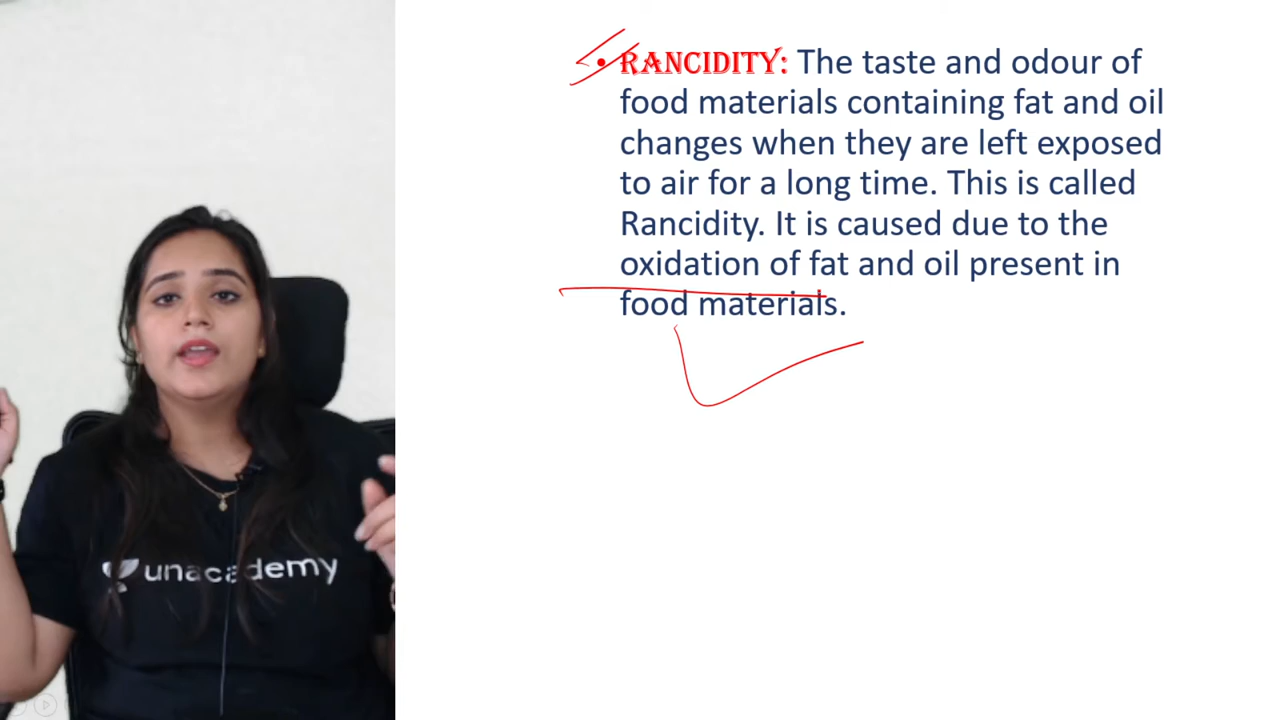 • RANCIDITY: The taste and odour of
food materials containing fat and oil
changes when they are left exposed
to air for a long time. This is called
Rancidity. It is caused due to the
oxidation of fat and oil present in
food materials.
unacademy